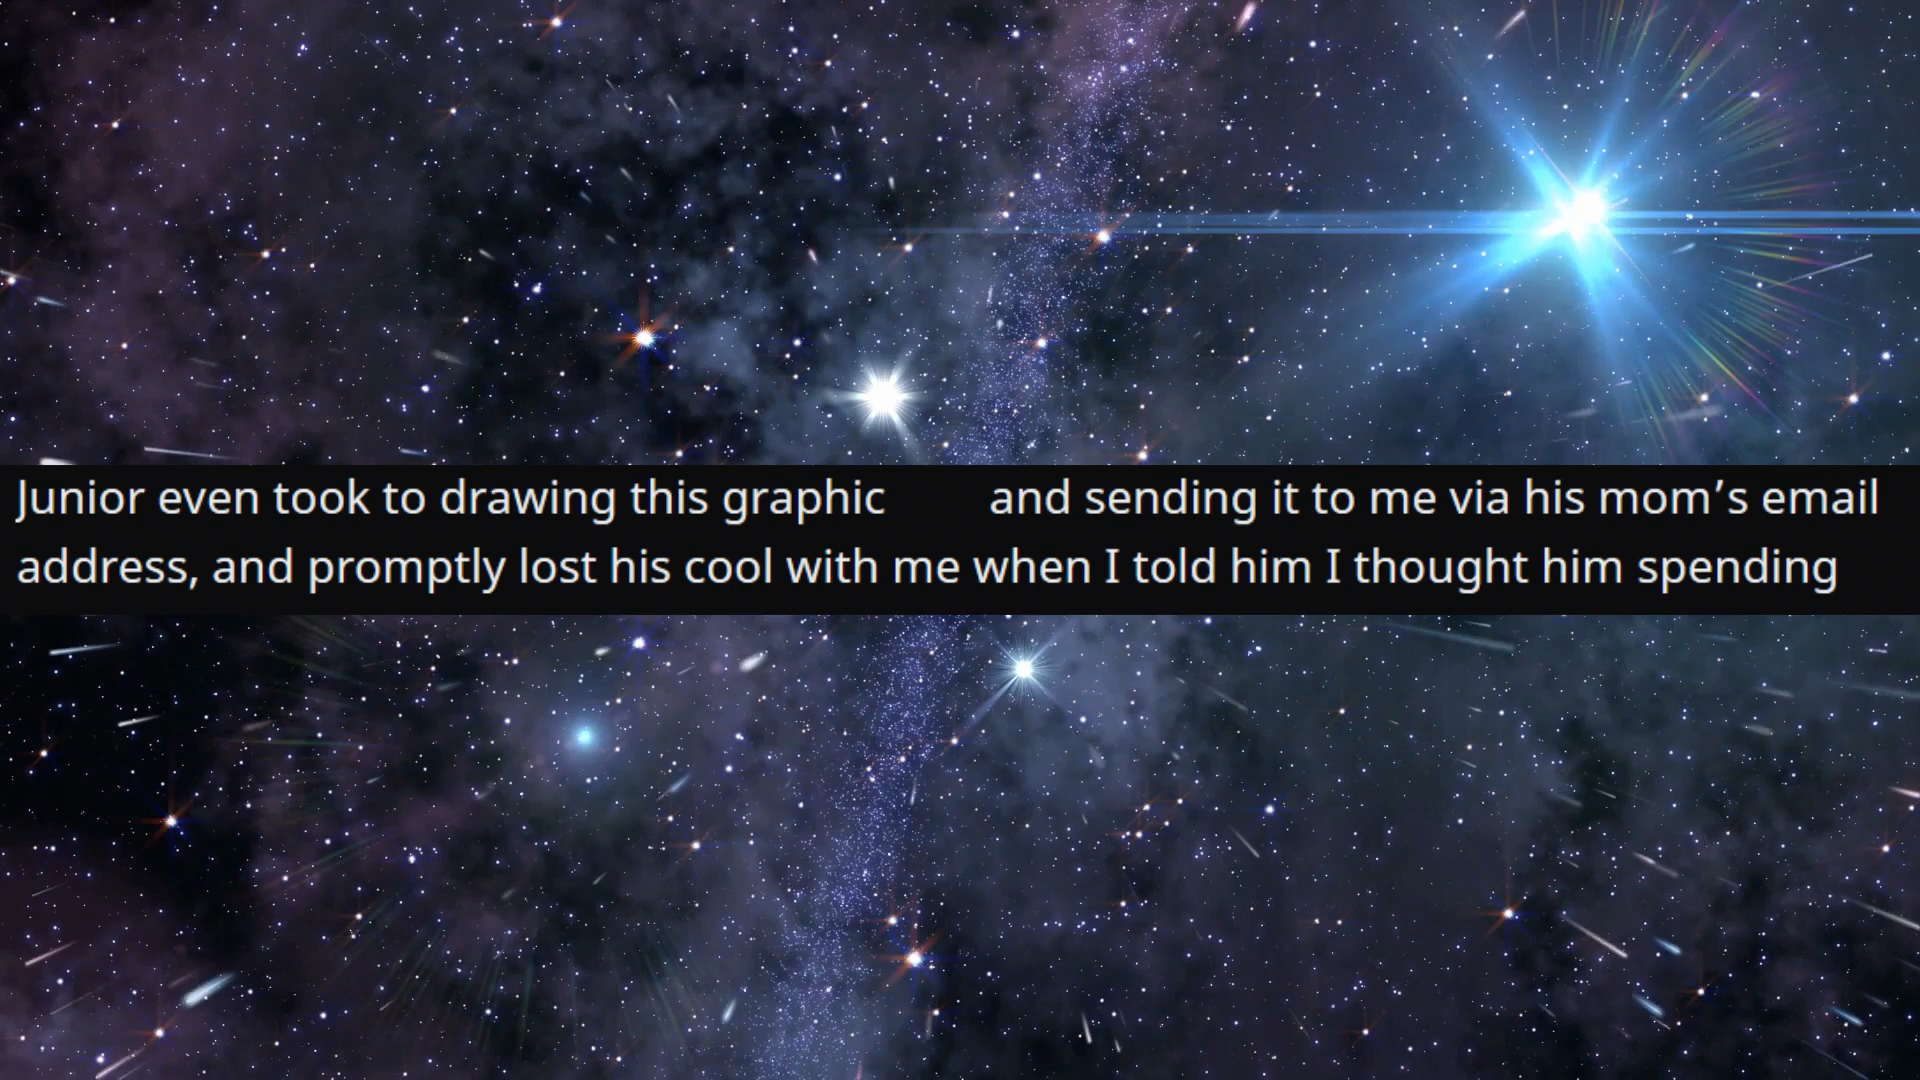 Junior even took to drawing this graphic and sending it to me via his mom’s email
address, and promptly lost his cool with me when I told him I thought him spending